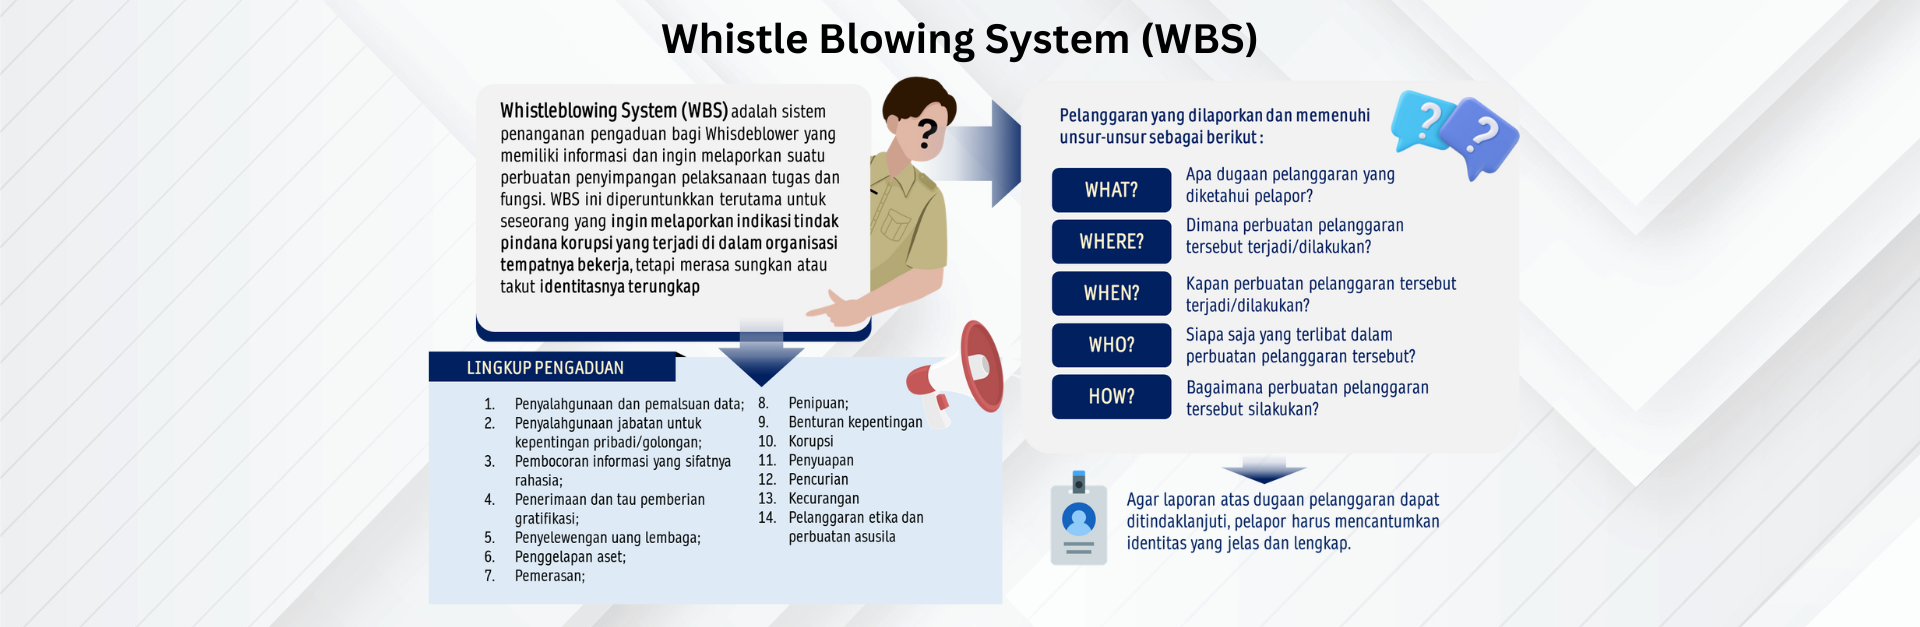 Whistle Blowing System (WBS)
Whistleblowing System (WBS) adalah sistem
penanganan pengaduan bagi Whisdeblower yang
memiliki informasi dan ingin melaporkan suatu
perbuatan penyimpangan pelaksanaan tugas dan
fungsi. WBS ini diperuntunkkan terutama untuk
seseorang yang ingin melaporkan indikasi tindak
pindana korupsi yang terjadi di dalam organisasi
tempatnya bekerja, tetapi merasa sungkan atau
takut identitasnya terungkap
?
LINGKUP PENGADUAN
1. Penyalahgunaan dan pemalsuan data;
2. Penyalahgunaan jabatan untuk
kepentingan pribadi/golongan;
3. Pembocoran informasi yang sifatnya
rahasia;
4. Penerimaan dan tau pemberian
gratifikasi;
5. Penyelewengan uang lembaga;
6. Penggelapan aset;
7. Pemerasan;
8. Penipuan;
9. Benturan kepentingan
10. Korupsi
11. Penyuapan
12. Pencurian
13. Kecurangan
14. Pelanggaran etika dan
perbuatan asusila
Pelanggaran yang dilaporkan dan memenuhi
unsur-unsur sebagai berikut :
? ?
WHAT?
Apa dugaan pelanggaran yang
diketahui pelapor?
WHERE?
Dimana perbuatan pelanggaran
tersebut terjadi/dilakukan?
WHEN?
Kapan perbuatan pelanggaran tersebut
terjadi/dilakukan?
WHO?
Siapa saja yang terlibat dalam
perbuatan pelanggaran tersebut?
HOW?
Bagaimana perbuatan pelanggaran
tersebut silakukan?
Agar laporan atas dugaan pelanggaran dapat
ditindaklanjuti, pelapor harus mencantumkan
identitas yang jelas dan lengkap.